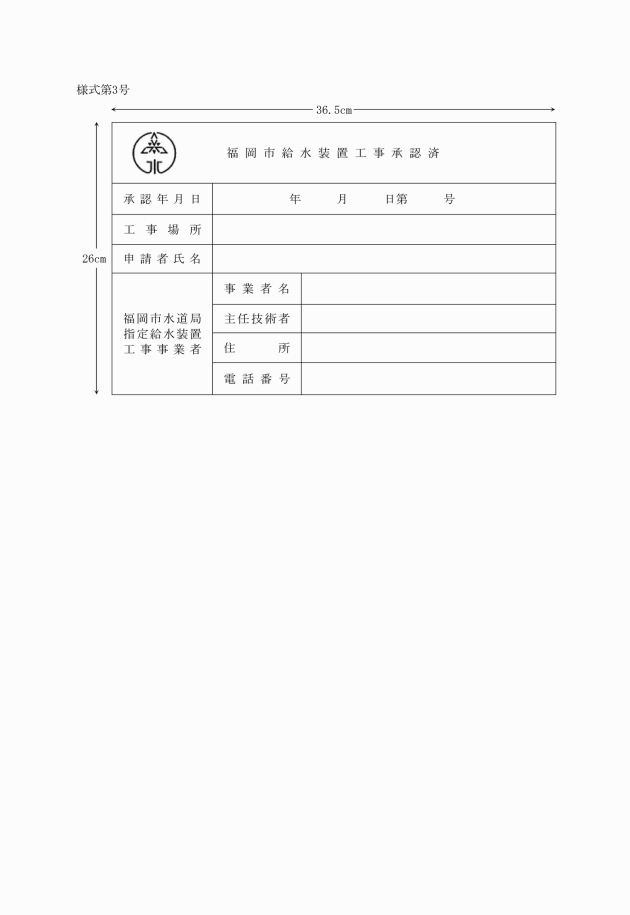 様式第3号
36.5cm
福岡市給水装置工事承認済
承認年月日 年 月 日第 号
工事場所
26cm 申請者氏名
事業者名
福岡市水道局 主任技術者
指定給水装置
工事事業者 住 所
電話番号